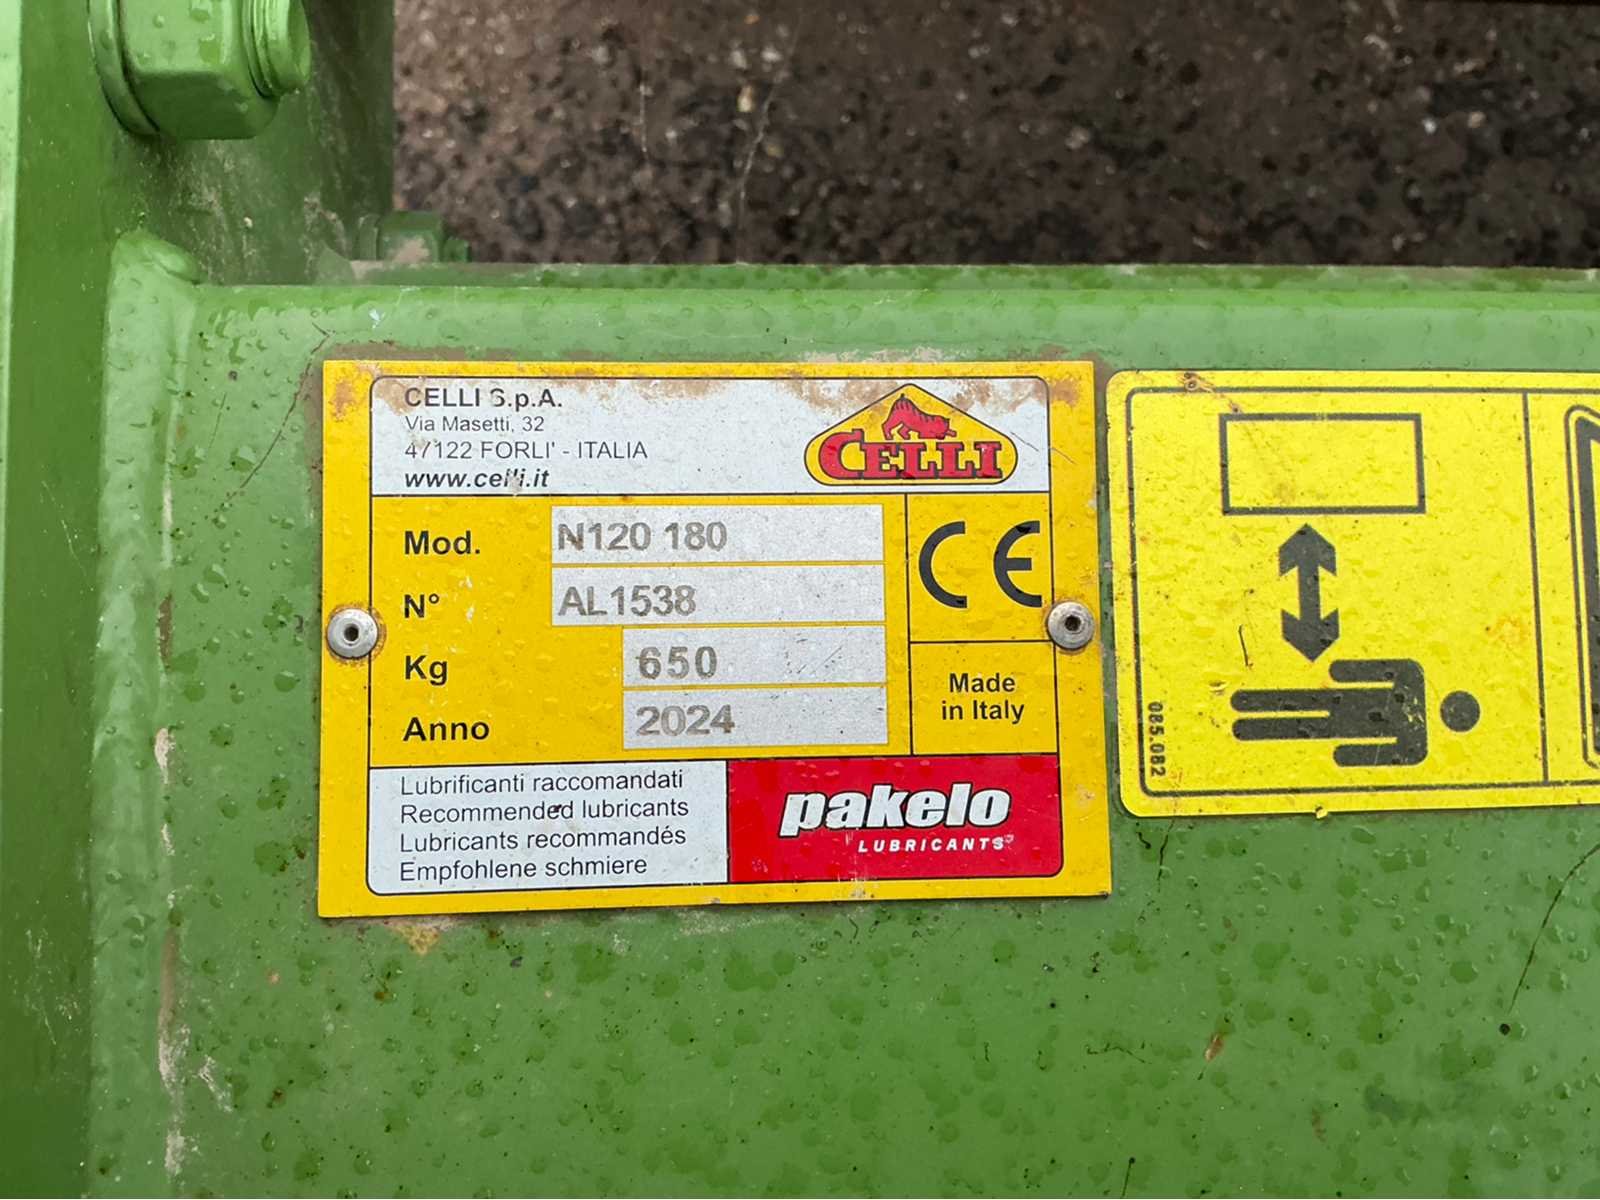 CELLI S.p.A.
Via Masetti, 32
47122 FORLI' - ITALIA
www.celli.it
CELLI
Mod. N120 180
N° AL1538
Kg 650
Anno 2024
CE
Made
in Italy
Lubrificanti raccomandati
Recommended lubricants
Lubricants recommandés
Empfohlene schmiere
pakelo
LUBRICANTS
085.082